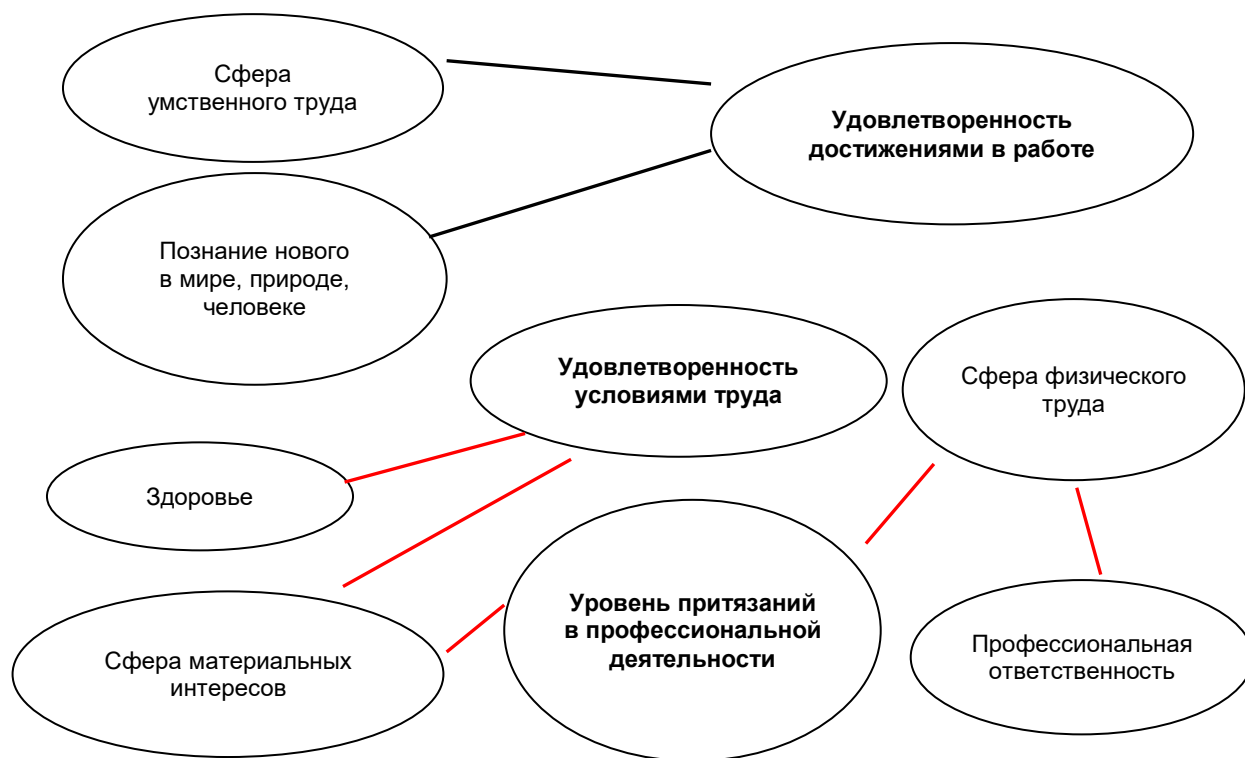 Сфера
умственного труда
Удовлетворенность
достижениями в работе
Познание нового
в мире, природе,
человеке
Удовлетворенность
условиями труда
Сфера физического
труда
Здоровье
Уровень притязаний
в профессиональной
деятельности
Сфера материальных
интересов
Профессиональная
ответственность